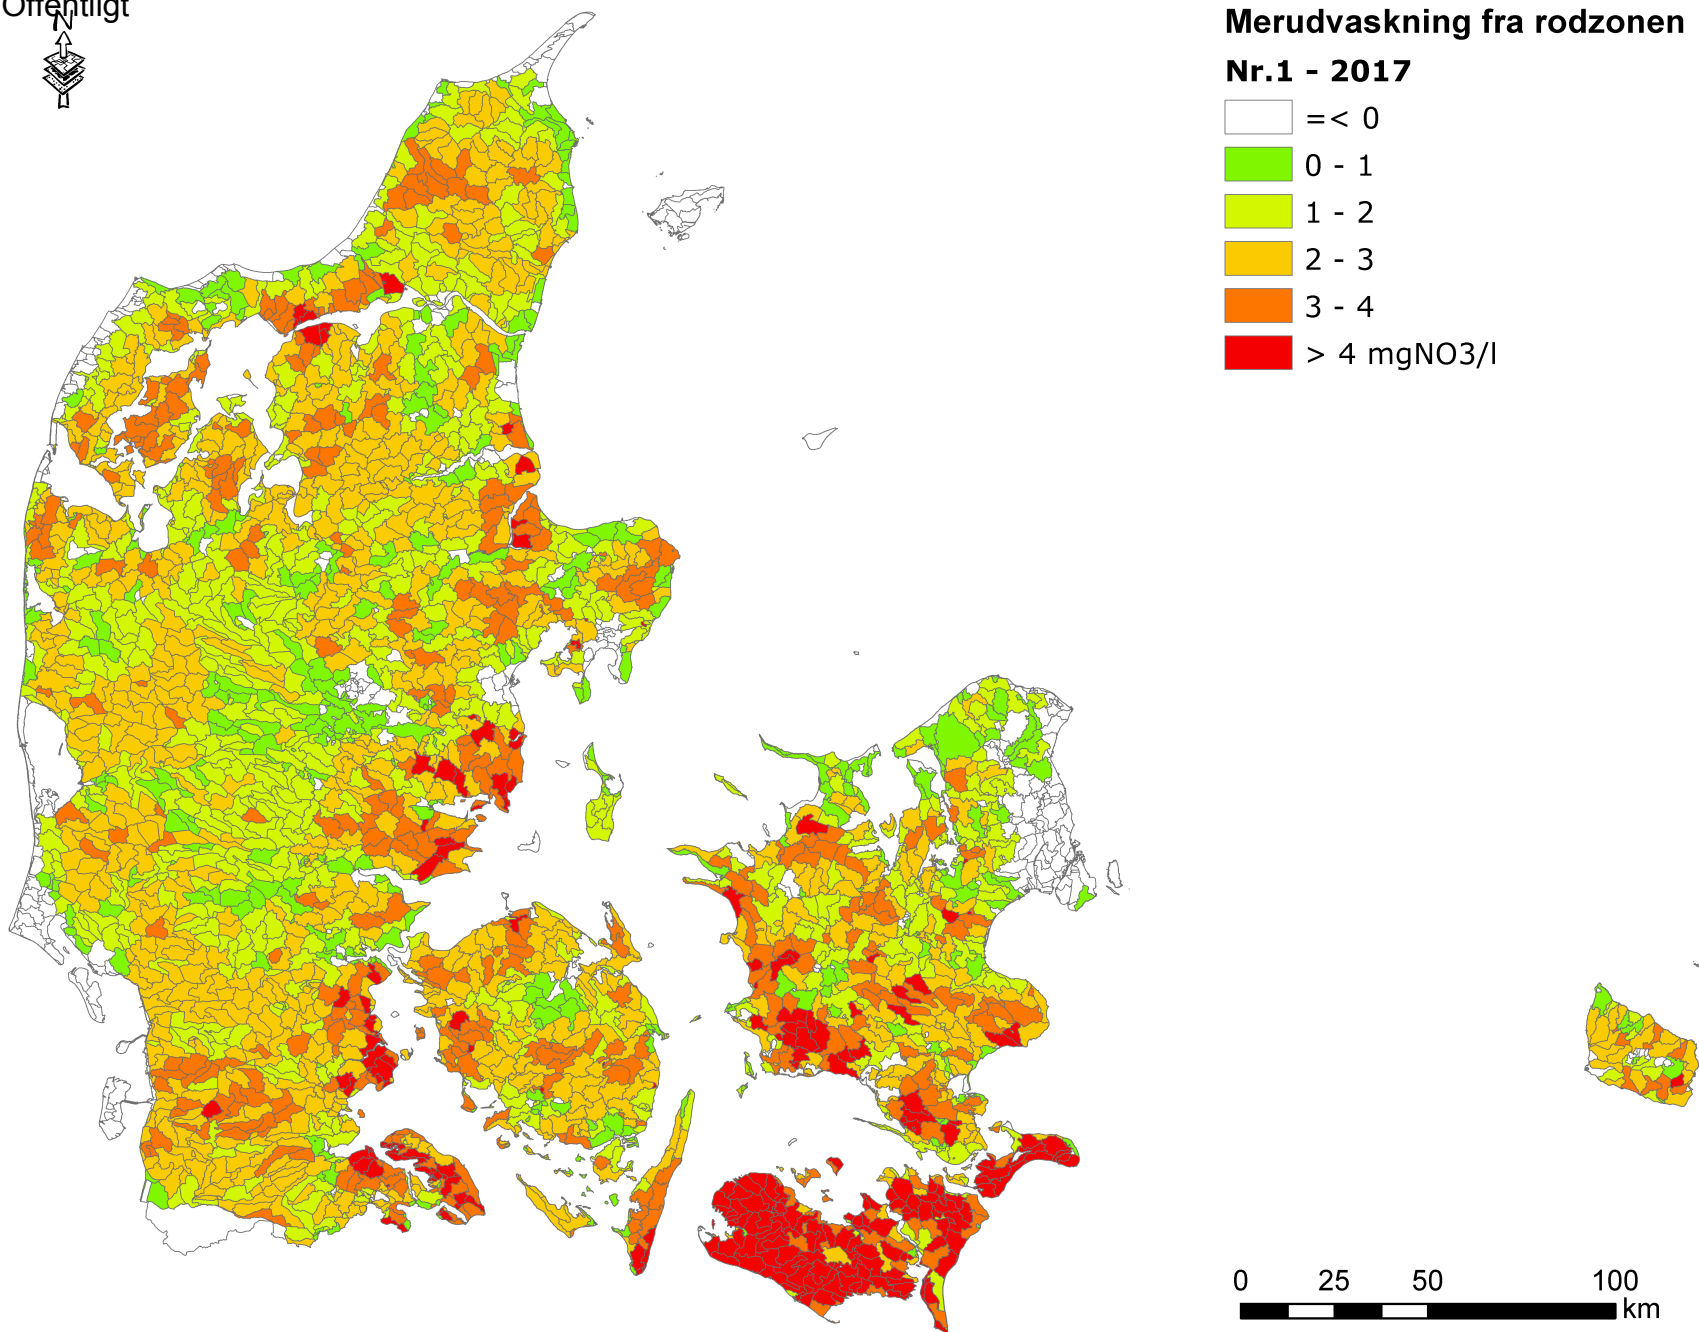 Offentligt
N
Merudvaskning fra rodzonen
Nr.1 - 2017
=< 0
0 - 1
1 - 2
2 - 3
3 - 4
> 4 mgNO3/l
0 25 50 100
km